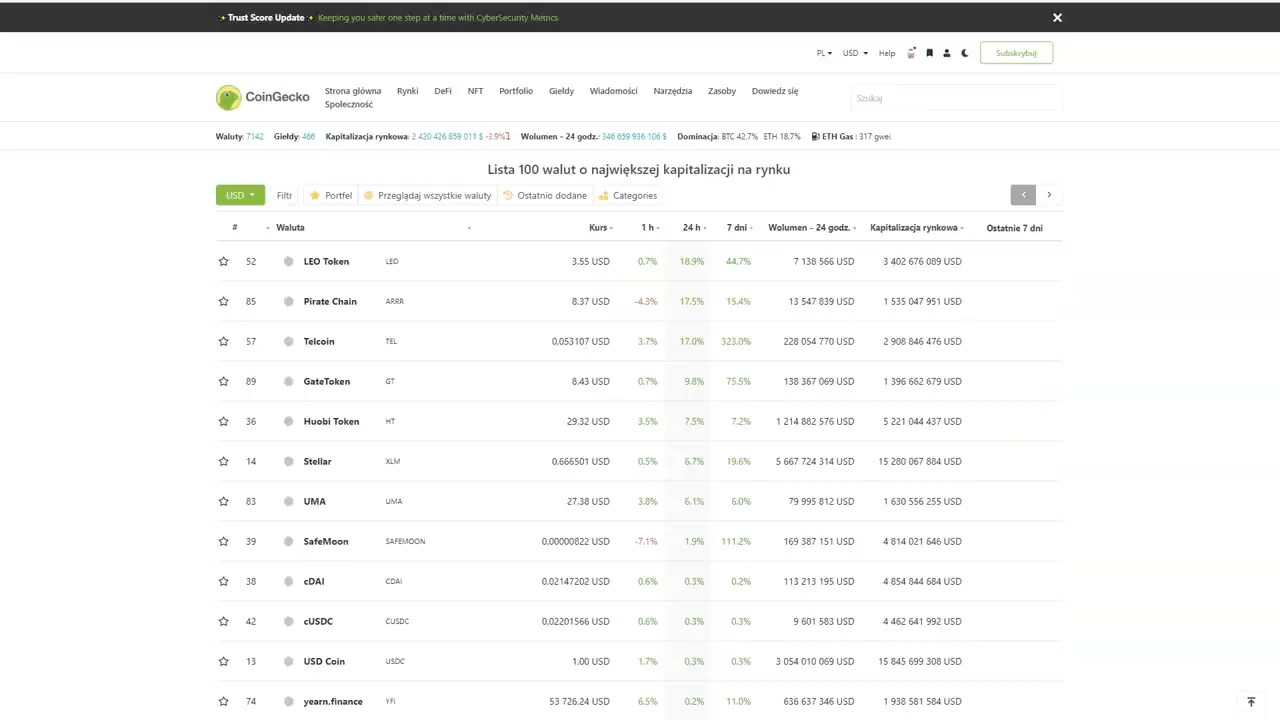 Trust Score Update Keeping you safer one step at a time with CyberSecurity Metrics
PL USD Help Subskrybuj
CoinGecko Strona główna Rynki DeFi NFT Portfolio Giełdy Wiadomości Narzędzia Zasoby Dowiedz się Szukaj
Społeczność
Waluty: 7142 Giełdy: 466 Kapitalizacja rynkowa: 2 420 426 859 011 $ -3.9% Wolumen – 24 godz.: 346 659 936 106 $ Dominacja: BTC 42,7% ETH 18,7% ETH Gas : 317 gwei
Lista 100 walut o największej kapitalizacji na rynku
USD Filtr Portfel Przeglądaj wszystkie waluty Ostatnio dodane Categories
# Waluta Kurs 1 h 24 h 7 dni Wolumen – 24 godz. Kapitalizacja rynkowa Ostatnie 7 dni
52 LEO Token LEO 3.55 USD 0.7% 18.9% 44.7% 7 138 566 USD 3 402 676 089 USD
85 Pirate Chain ARRR 8,37 USD -4.3% 17.5% 15.4% 13 547 839 USD 1 535 047 951 USD
57 Telcoin TEL 0,053107 USD 3.7% 17.0% 323.0% 228 054 770 USD 2 908 846 476 USD
89 GateToken GT 8,43 USD 0.7% 9.8% 75.5% 138 367 069 USD 1 396 662 679 USD
36 Huobi Token HT 29,32 USD 3.5% 7.5% 7.2% 1 214 882 576 USD 5 221 044 437 USD
14 Stellar XLM 0,666501 USD 0.5% 6.7% 19.6% 5 667 724 314 USD 15 280 067 884 USD
83 UMA UMA 27,38 USD 3.8% 6.1% 6.0% 79 995 812 USD 1 630 556 255 USD
39 SafeMoon SAFEMOON 0,00000822 USD -7.1% 1.9% 111.2% 169 387 151 USD 4 814 021 646 USD
38 cDAI CDAI 0,02147202 USD 0.6% 0.3% 0.2% 113 213 195 USD 4 854 844 684 USD
42 cUSDC CUSDC 0,02201566 USD 0.6% 0.3% 0.3% 9 601 583 USD 4 462 641 992 USD
13 USD Coin USDC 1,00 USD 1.7% 0.3% 0.3% 3 054 010 069 USD 15 845 699 308 USD
74 yearn.finance YFI 53 726,24 USD 6.5% 0.2% 11.0% 636 637 346 USD 1 938 581 584 USD